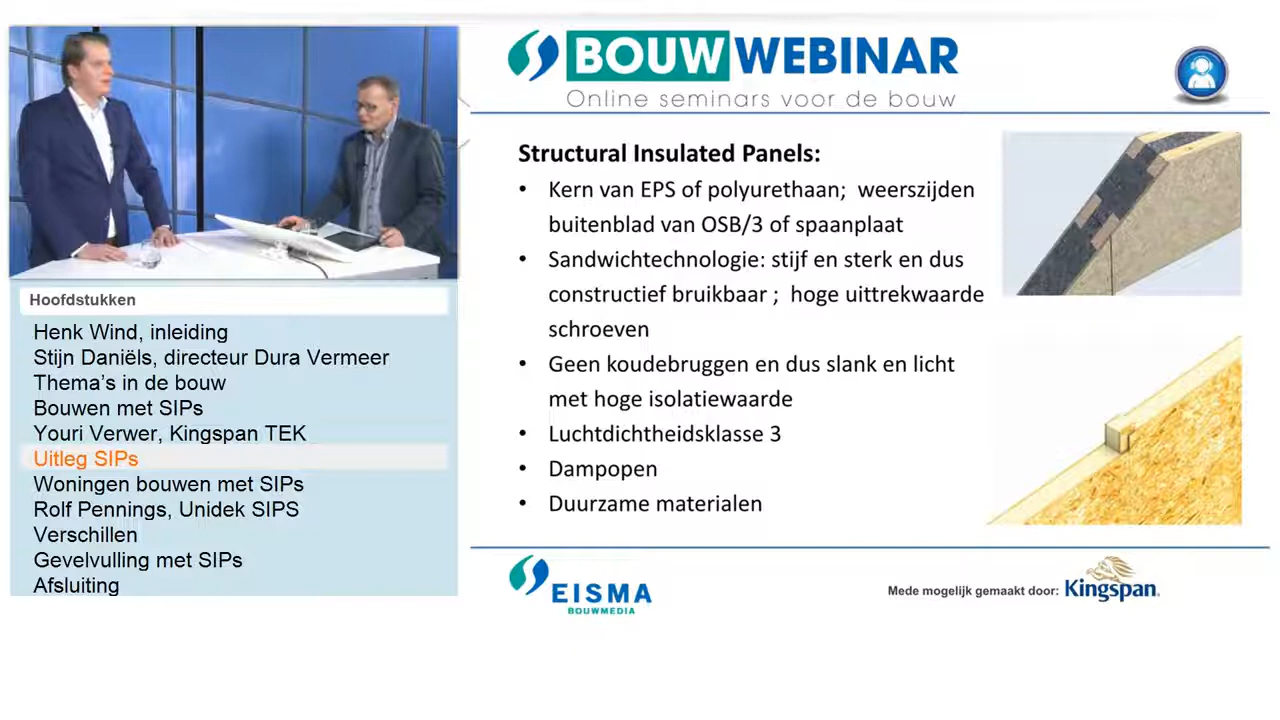 BOUWWEBINAR
Online seminars voor de bouw
Structural Insulated Panels:
• Kern van EPS of polyurethaan; weerszijden
buitenblad van OSB/3 of spaanplaat
• Sandwichtechnologie: stijf en sterk en dus
constructief bruikbaar ; hoge uittrekwaarde
schroeven
• Geen koudebruggen en dus slank en licht
met hoge isolatiewaarde
• Luchtdichtheidsklasse 3
• Dampopen
• Duurzame materialen
Hoofdstukken
Henk Wind, inleiding
Stijn Daniëls, directeur Dura Vermeer
Thema's in de bouw
Bouwen met SIPs
Youri Verwer, Kingspan TEK
Uitleg SIPs
Woningen bouwen met SIPs
Rolf Pennings, Unidek SIPS
Verschillen
Gevelvulling met SIPs
Afsluiting
EISMA
BOUWMEDIA
Mede mogelijk gemaakt door: Kingspan.